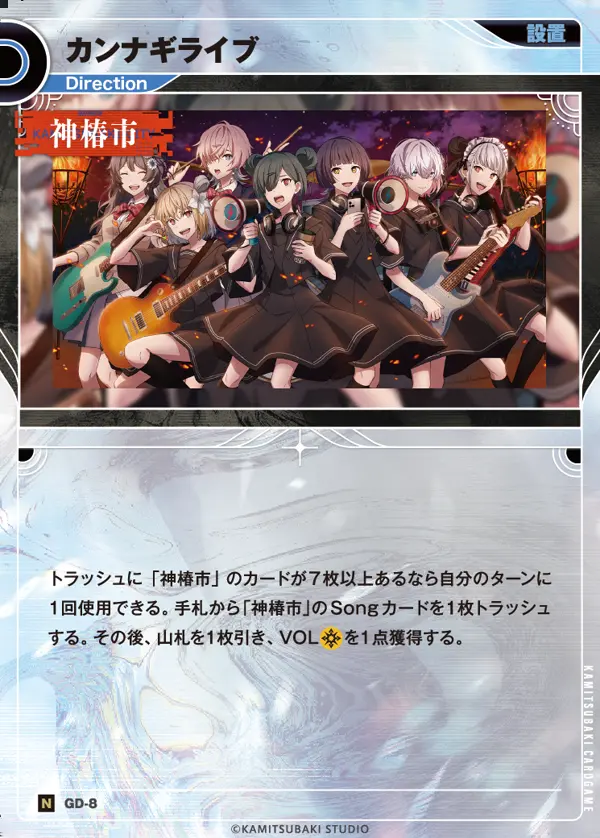 カンナギライブ
設置
Direction
神椿市
トラッシュに「神椿市」のカードが7枚以上あるなら自分のターンに
1回使用できる。手札から「神椿市」のSongカードを1枚トラッシュ
する。その後、山札を1枚引き、VOLを1点獲得する。
KAMITSUBAKI CARDGAME
N GD-8
©KAMITSUBAKI STUDIO